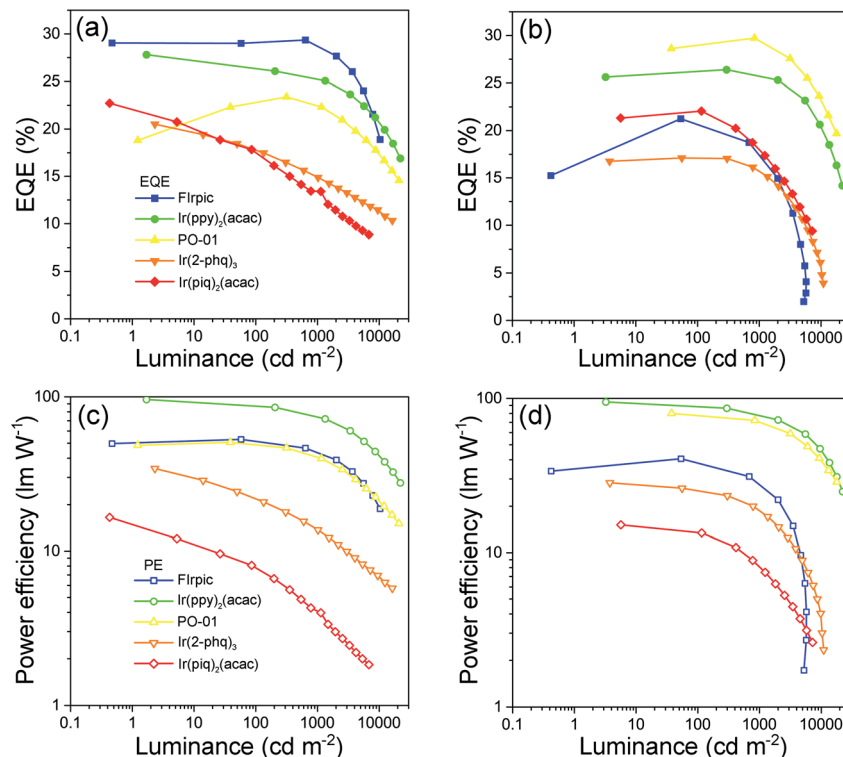 (a)
EQE (%)
30
25
20
15
10
5
0
EQE
FIrpic
Ir(ppy)₂(acac)
PO-01
Ir(2-phq)₃
Ir(piq)₂(acac)
0.1 1 10 100 1000 10000
Luminance (cd m⁻²)
(b)
EQE (%)
30
25
20
15
10
5
0
0.1 1 10 100 1000 10000
Luminance (cd m⁻²)
(c)
Power efficiency (lm W⁻¹)
100
10
1
PE
FIrpic
Ir(ppy)₂(acac)
PO-01
Ir(2-phq)₃
Ir(piq)₂(acac)
0.1 1 10 100 1000 10000
Luminance (cd m⁻²)
(d)
Power efficiency (lm W⁻¹)
100
10
1
0.1 1 10 100 1000 10000
Luminance (cd m⁻²)